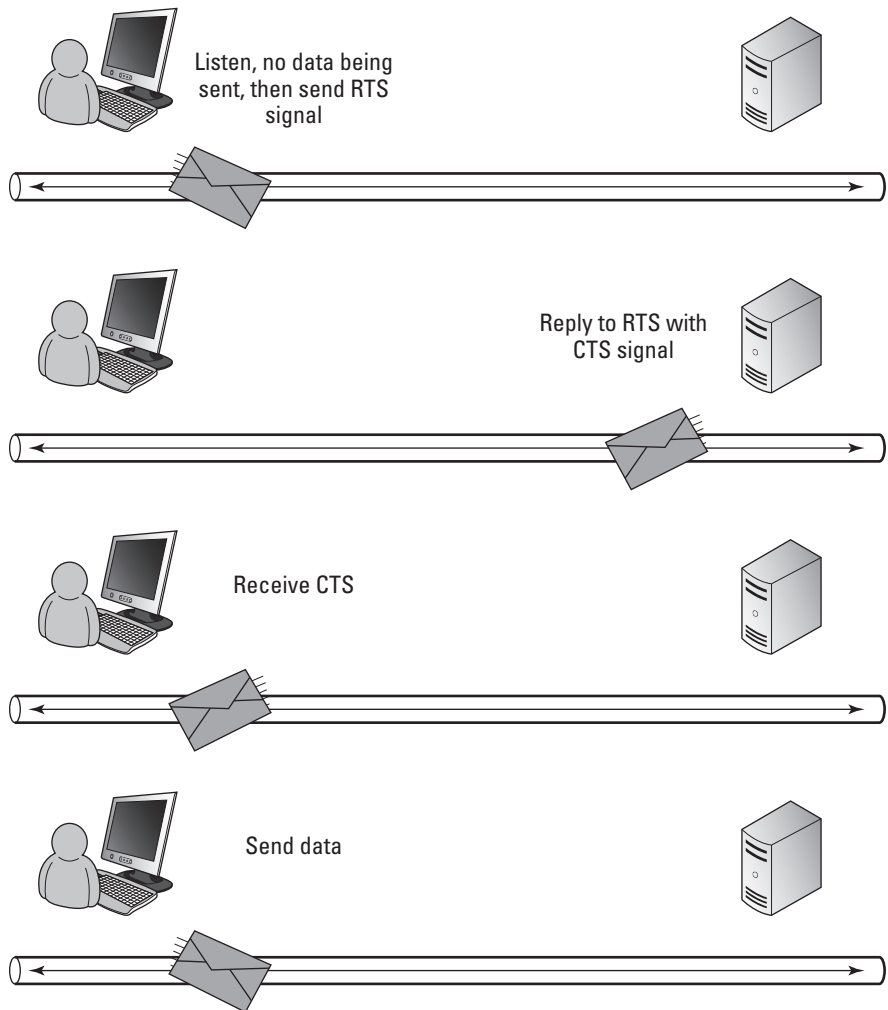 Listen, no data being
sent, then send RTS
signal
Reply to RTS with
CTS signal
Receive CTS
Send data